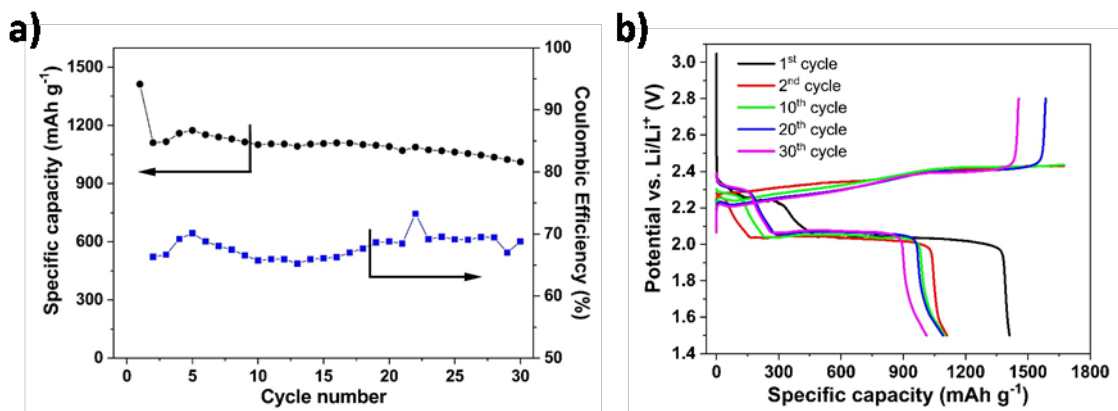 a)
Specific capacity (mAh g⁻¹)
1500
1200
900
600
300
0
100
90
80
70
60
50
Coulombic Efficiency (%)
0 5 10 15 20 25 30
Cycle number
b)
Potential vs. Li/Li⁺ (V)
3.0
2.8
2.6
2.4
2.2
2.0
1.8
1.6
1.4
1ˢᵗ cycle
2ⁿᵈ cycle
10ᵗʰ cycle
20ᵗʰ cycle
30ᵗʰ cycle
0 300 600 900 1200 1500 1800
Specific capacity (mAh g⁻¹)